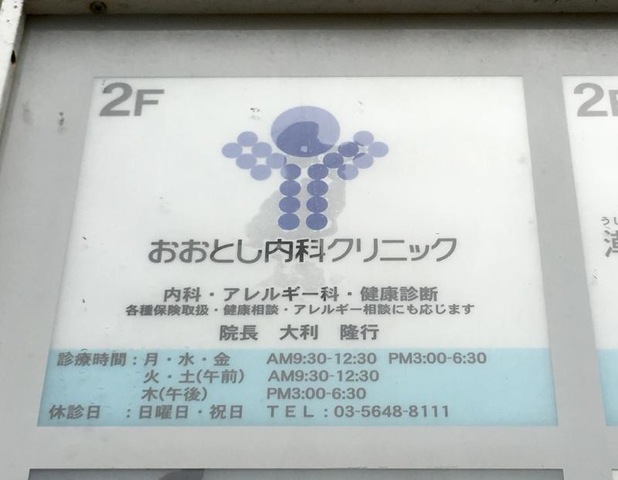 2F
おおとし内科クリニック
内科・アレルギー科・健康診断
各種保険取扱・健康相談・アレルギー相談にも応じます
院長 大利 隆行
診療時間：月・水・金 AM9:30-12:30 PM3:00-6:30
火・土(午前) AM9:30-12:30
木(午後) PM3:00-6:30
休診日 ：日曜日・祝日 TEL：03-5648-8111
2F